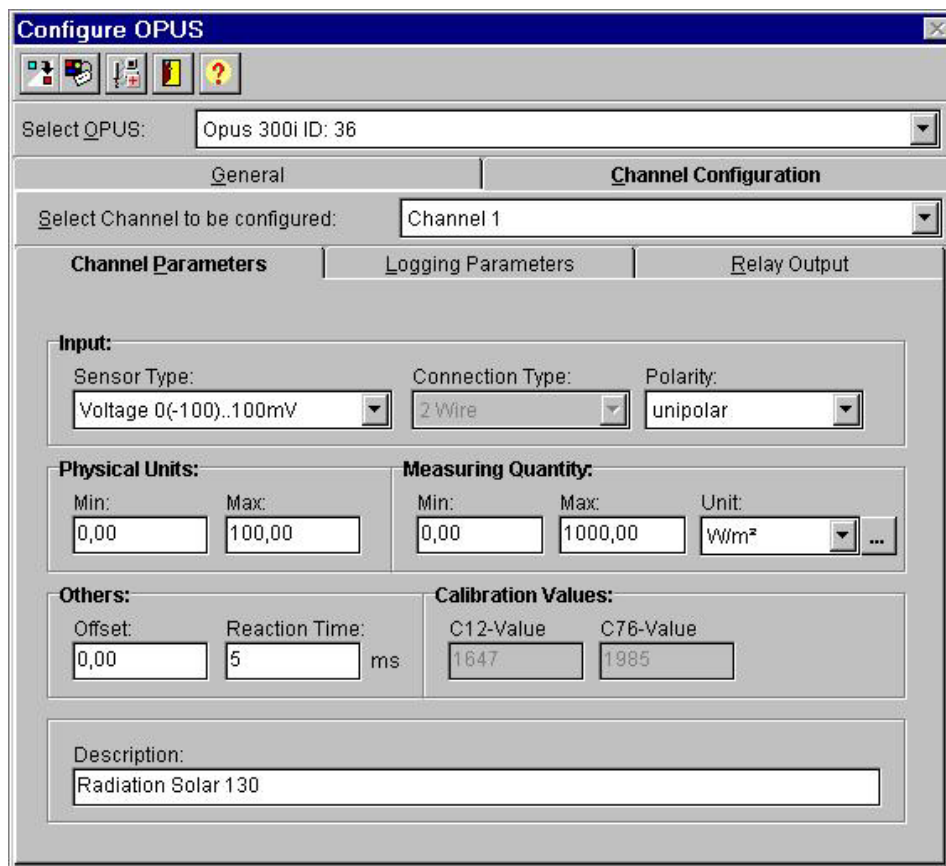 Configure OPUS
Select OPUS: Opus 300i ID: 36
General Channel Configuration
Select Channel to be configured: Channel 1
Channel Parameters Logging Parameters Relay Output
Input:
Sensor Type: Connection Type: Polarity:
Voltage 0(-100)..100mV 2 Wire unipolar
Physical Units: Measuring Quantity:
Min: Max: Min: Max: Unit:
0,00 100,00 0,00 1000,00 W/m² ...
Others: Calibration Values:
Offset: Reaction Time: C12-Value C76-Value
0,00 5 ms 1647 1985
Description:
Radiation Solar 130